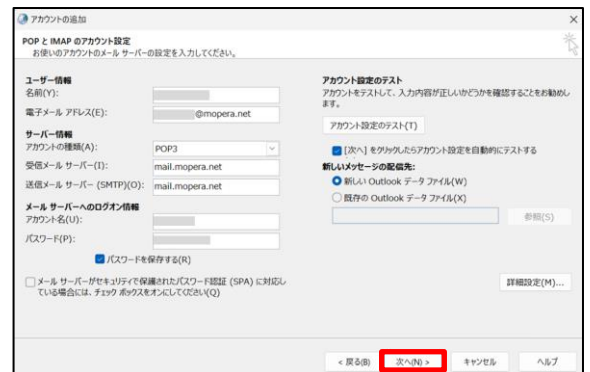 アカウントの追加
POP と IMAP のアカウント設定
お使いのアカウントのメール サーバーの設定を入力してください。
ユーザー情報
名前(Y):
電子メール アドレス(E):
@mopera.net
サーバー情報
アカウントの種類(A):
POP3
受信メール サーバー(I):
mail.mopera.net
送信メール サーバー (SMTP)(O):
mail.mopera.net
メール サーバーへのログオン情報
アカウント名(U):
パスワード(P):
パスワードを保存する(R)
メール サーバーがセキュリティで保護されたパスワード認証 (SPA) に対応し
ている場合には、チェック ボックスをオンにしてください(Q)
アカウント設定のテスト
アカウントをテストして、入力内容が正しいかどうかを確認することをお勧めし
ます。
アカウント設定のテスト(T)
[次へ] をクリックしたらアカウント設定を自動的にテストする
新しいメッセージの配信先:
新しい Outlook データ ファイル(W)
既存の Outlook データ ファイル(X)
参照(S)
詳細設定(M)...
< 戻る(B)
次へ(N) >
キャンセル
ヘルプ